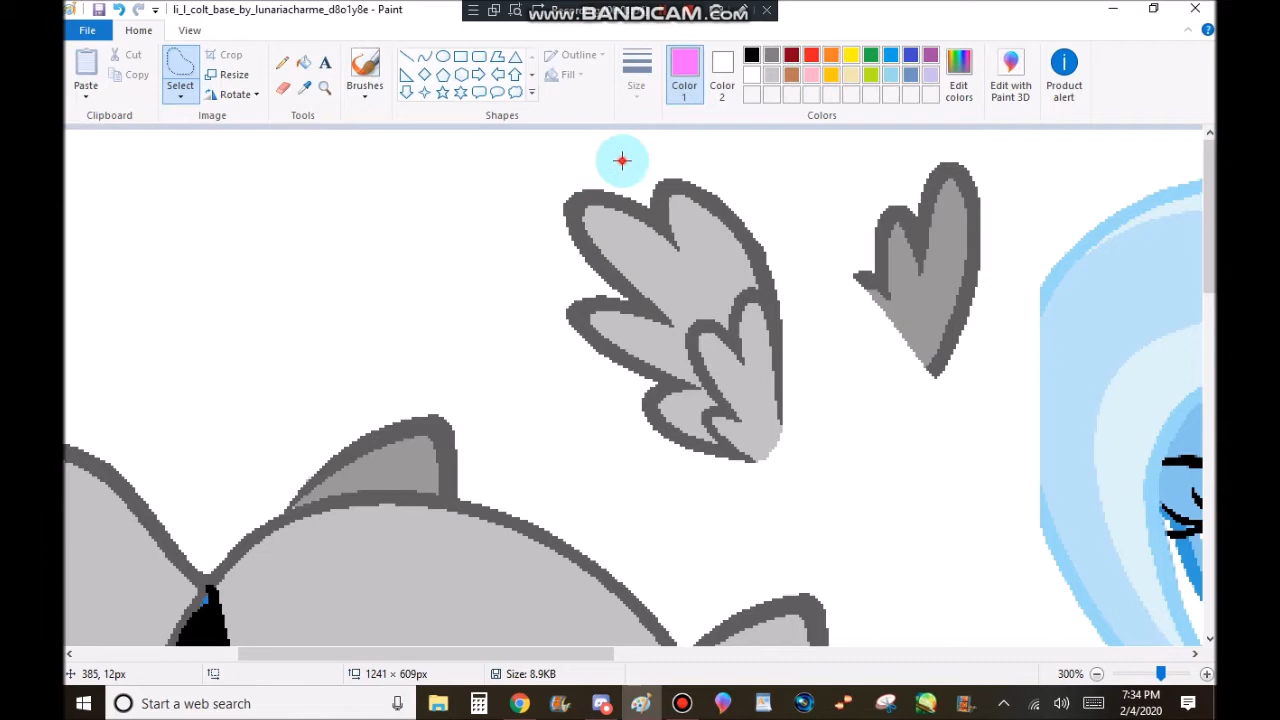 li_l_colt_base_by_lunariacharme_d8o1y8e - Paint
www.BANDICAM.com
File
Home
View
Paste
Cut
Copy
Clipboard
Select
Crop
Resize
Rotate
Image
Tools
Brushes
Shapes
Outline
Fill
Size
Color 1
Color 2
Edit colors
Colors
Edit with Paint 3D
Product alert
385, 12px
1241 × 609px
Size: 8.9KB
300%
Start a web search
7:34 PM
2/4/2020